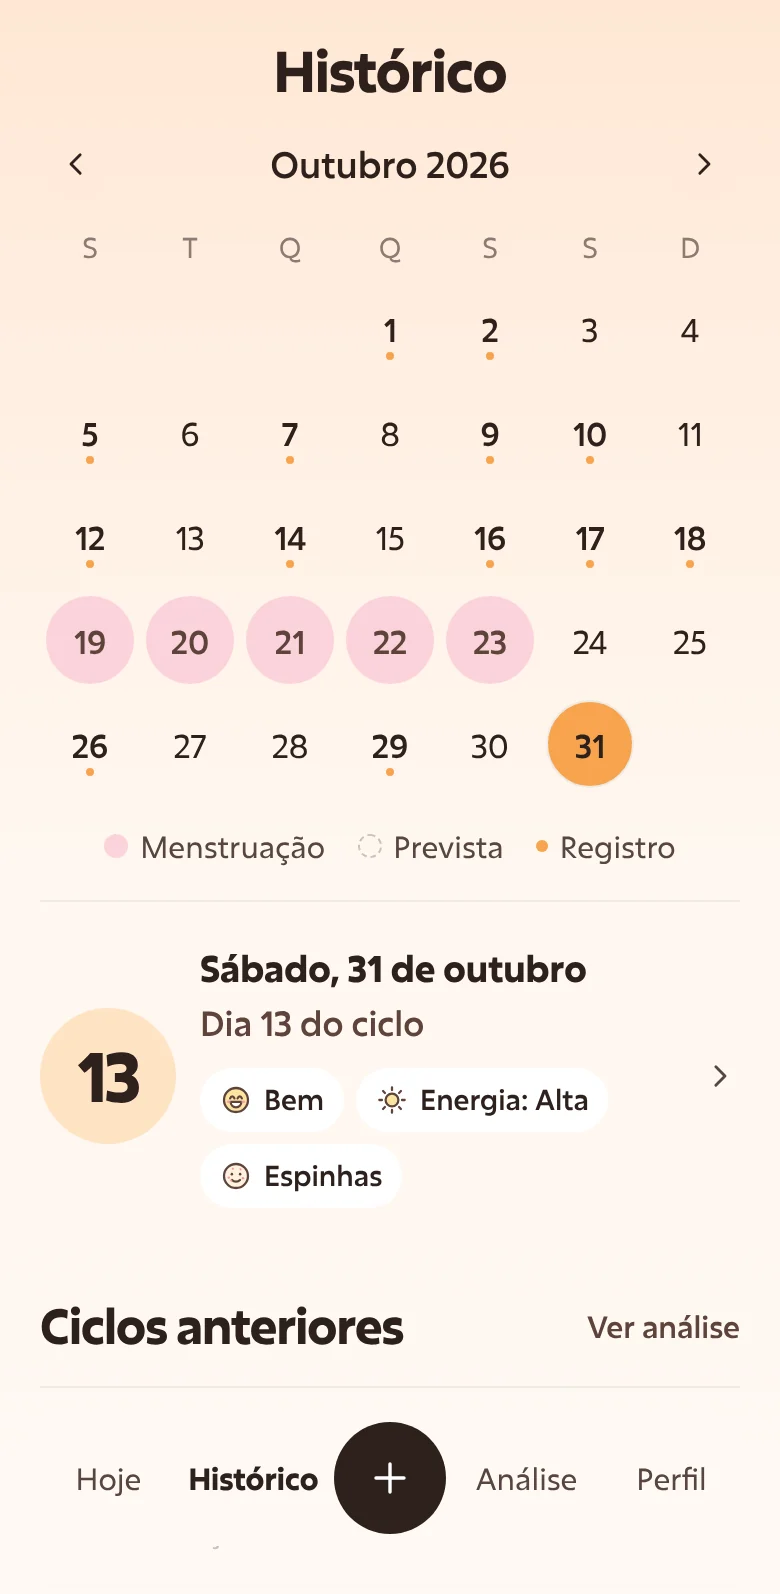 Histórico
Outubro 2026
S T Q Q S S D
1 2 3 4
5 6 7 8 9 10 11
12 13 14 15 16 17 18
19 20 21 22 23 24 25
26 27 28 29 30 31
Menstruação Prevista Registro
Sábado, 31 de outubro
Dia 13 do ciclo
13
Bem Energia: Alta
Espinhas
Ciclos anteriores Ver análise
Hoje Histórico + Análise Perfil